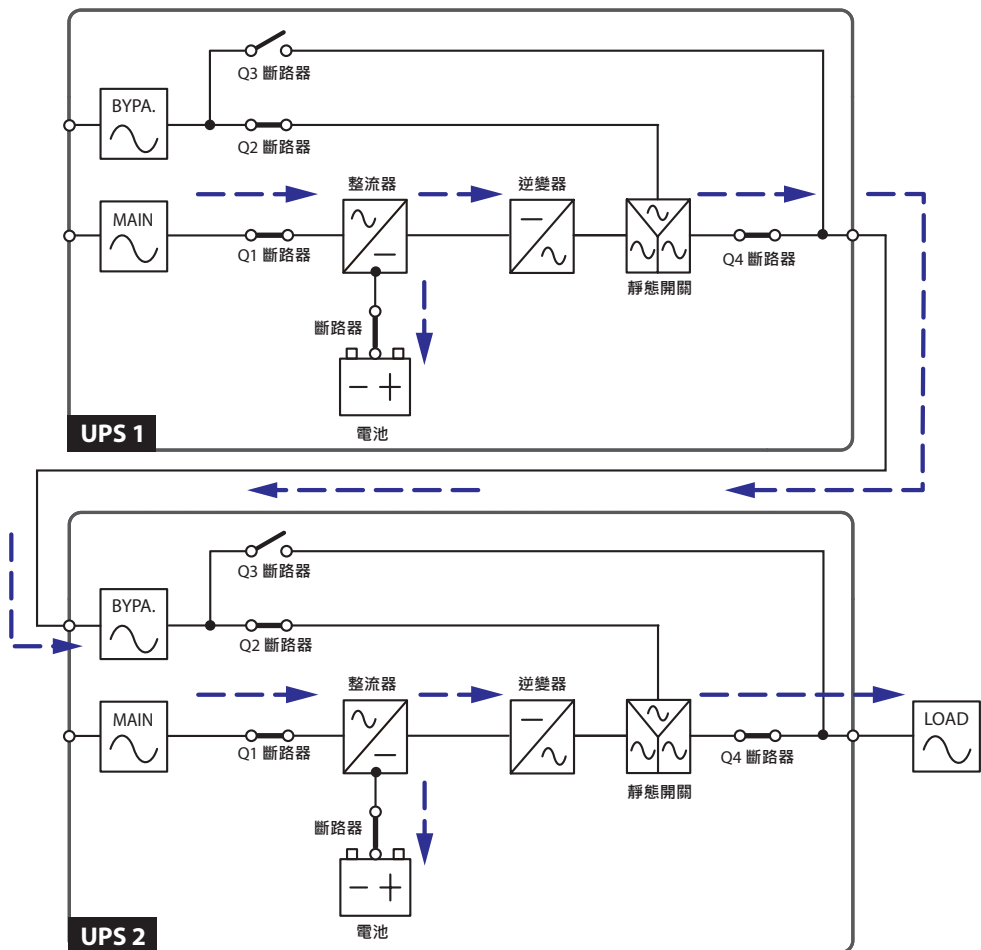 Q3 斷路器
BYPA.
Q2 斷路器
整流器
逆變器
MAIN
Q1 斷路器
Q4 斷路器
靜態開關
斷路器
電池
UPS 1
Q3 斷路器
BYPA.
Q2 斷路器
整流器
逆變器
MAIN
LOAD
Q1 斷路器
Q4 斷路器
靜態開關
斷路器
電池
UPS 2